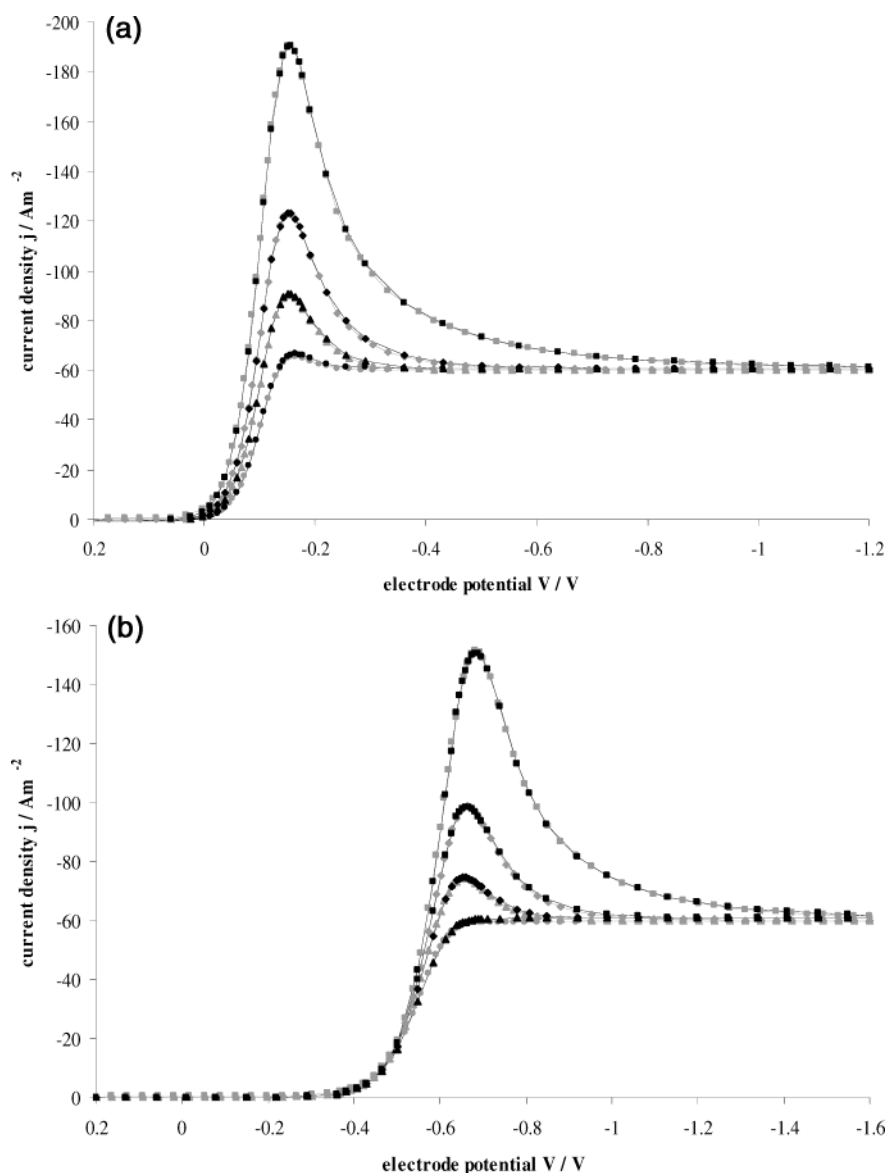 (a)
-200
-180
-160
-140
-120
-100
-80
-60
-40
-20
0
current density j / Am -2
0.2 0 -0.2 -0.4 -0.6 -0.8 -1 -1.2
electrode potential V / V
(b)
-160
-140
-120
-100
-80
-60
-40
-20
0
current density j / Am -2
0.2 0 -0.2 -0.4 -0.6 -0.8 -1 -1.2 -1.4 -1.6
electrode potential V / V